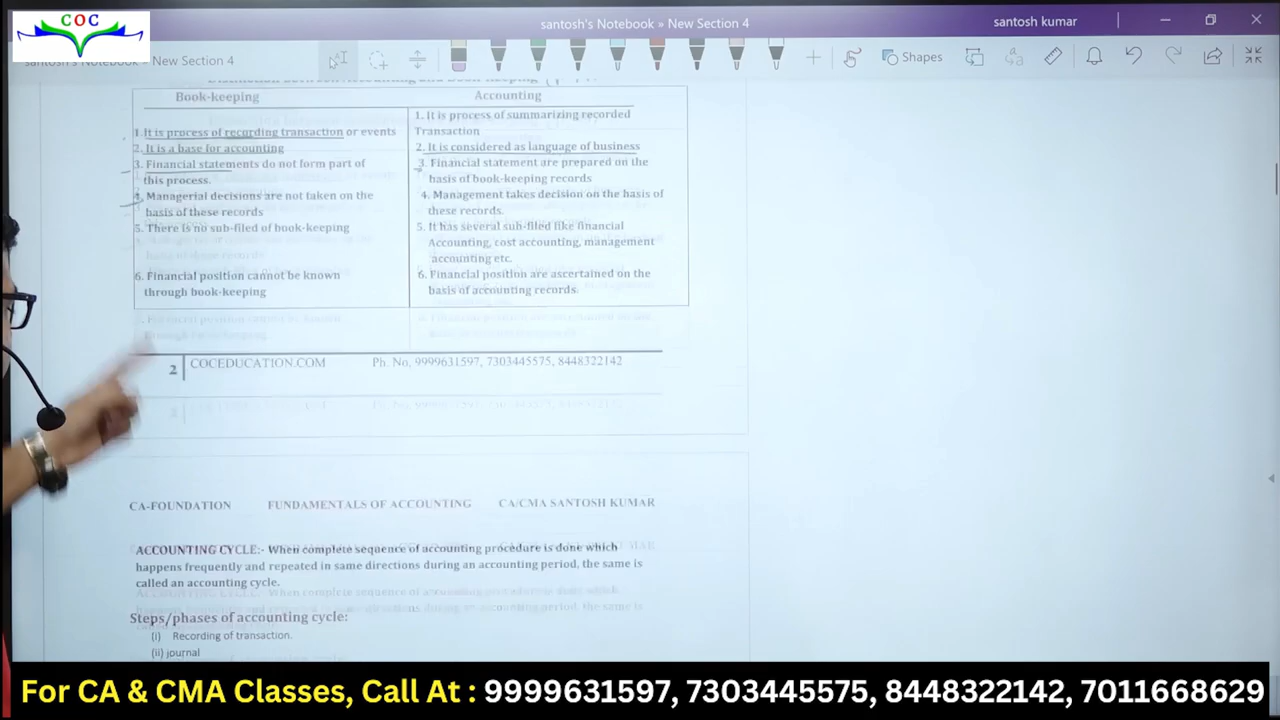 COC
santosh's Notebook » New Section 4
santosh kumar
santosh's Notebook » New Section 4
Shapes
Distinction between Accounting and Book-keeping
Book-keeping
Accounting
1.It is process of recording transaction or events
2. It is a base for accounting
3. Financial statements do not form part of
this process.
4. Managerial decisions are not taken on the
basis of these records
5. There is no sub-filed of book-keeping
6. Financial position cannot be known
through book-keeping
1. It is process of summarizing recorded
Transaction
2. It is considered as language of business
3. Financial statement are prepared on the
basis of book-keeping records
4. Management takes decision on the basis of
these records.
5. It has several sub-filed like financial
Accounting, cost accounting, management
accounting etc.
6. Financial position are ascertained on the
basis of accounting records.
2 COCEDUCATION.COM Ph. No, 9999631597, 7303445575, 8448322142
CA-FOUNDATION FUNDAMENTALS OF ACCOUNTING CA/CMA SANTOSH KUMAR
ACCOUNTING CYCLE:- When complete sequence of accounting procedure is done which
happens frequently and repeated in same directions during an accounting period, the same is
called an accounting cycle.
Steps/phases of accounting cycle:
(i) Recording of transaction.
(ii) journal
For CA & CMA Classes, Call At : 9999631597, 7303445575, 8448322142, 7011668629